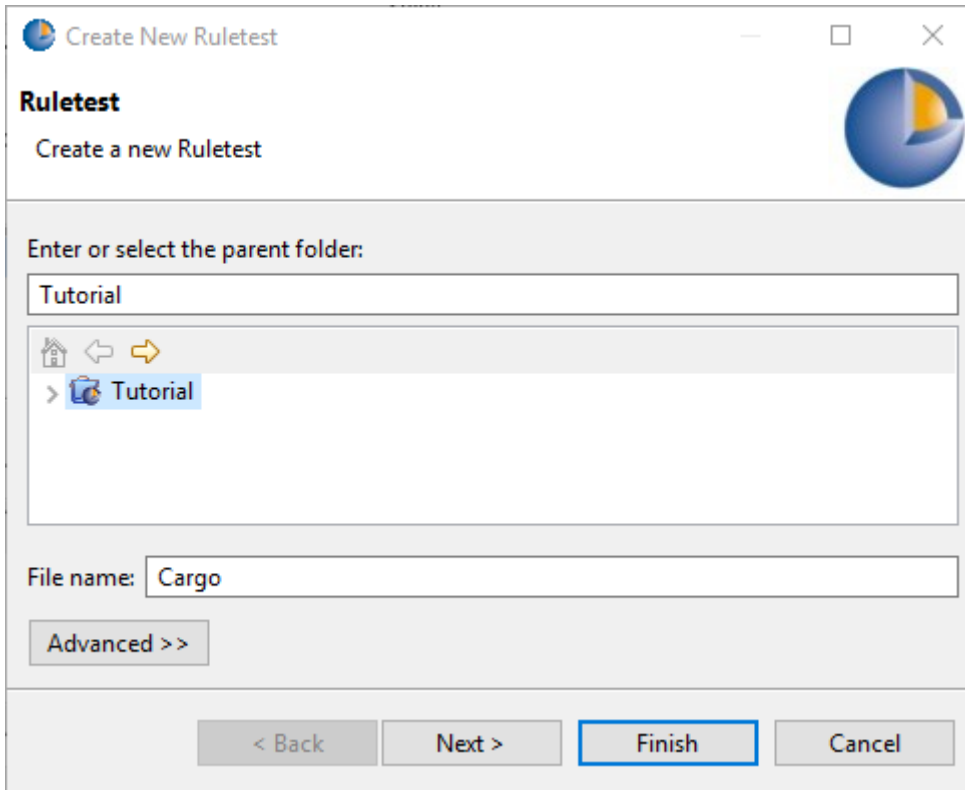 Create New Ruletest
Ruletest
Create a new Ruletest
Enter or select the parent folder:
Tutorial
Tutorial
File name: Cargo
Advanced >>
< Back Next > Finish Cancel